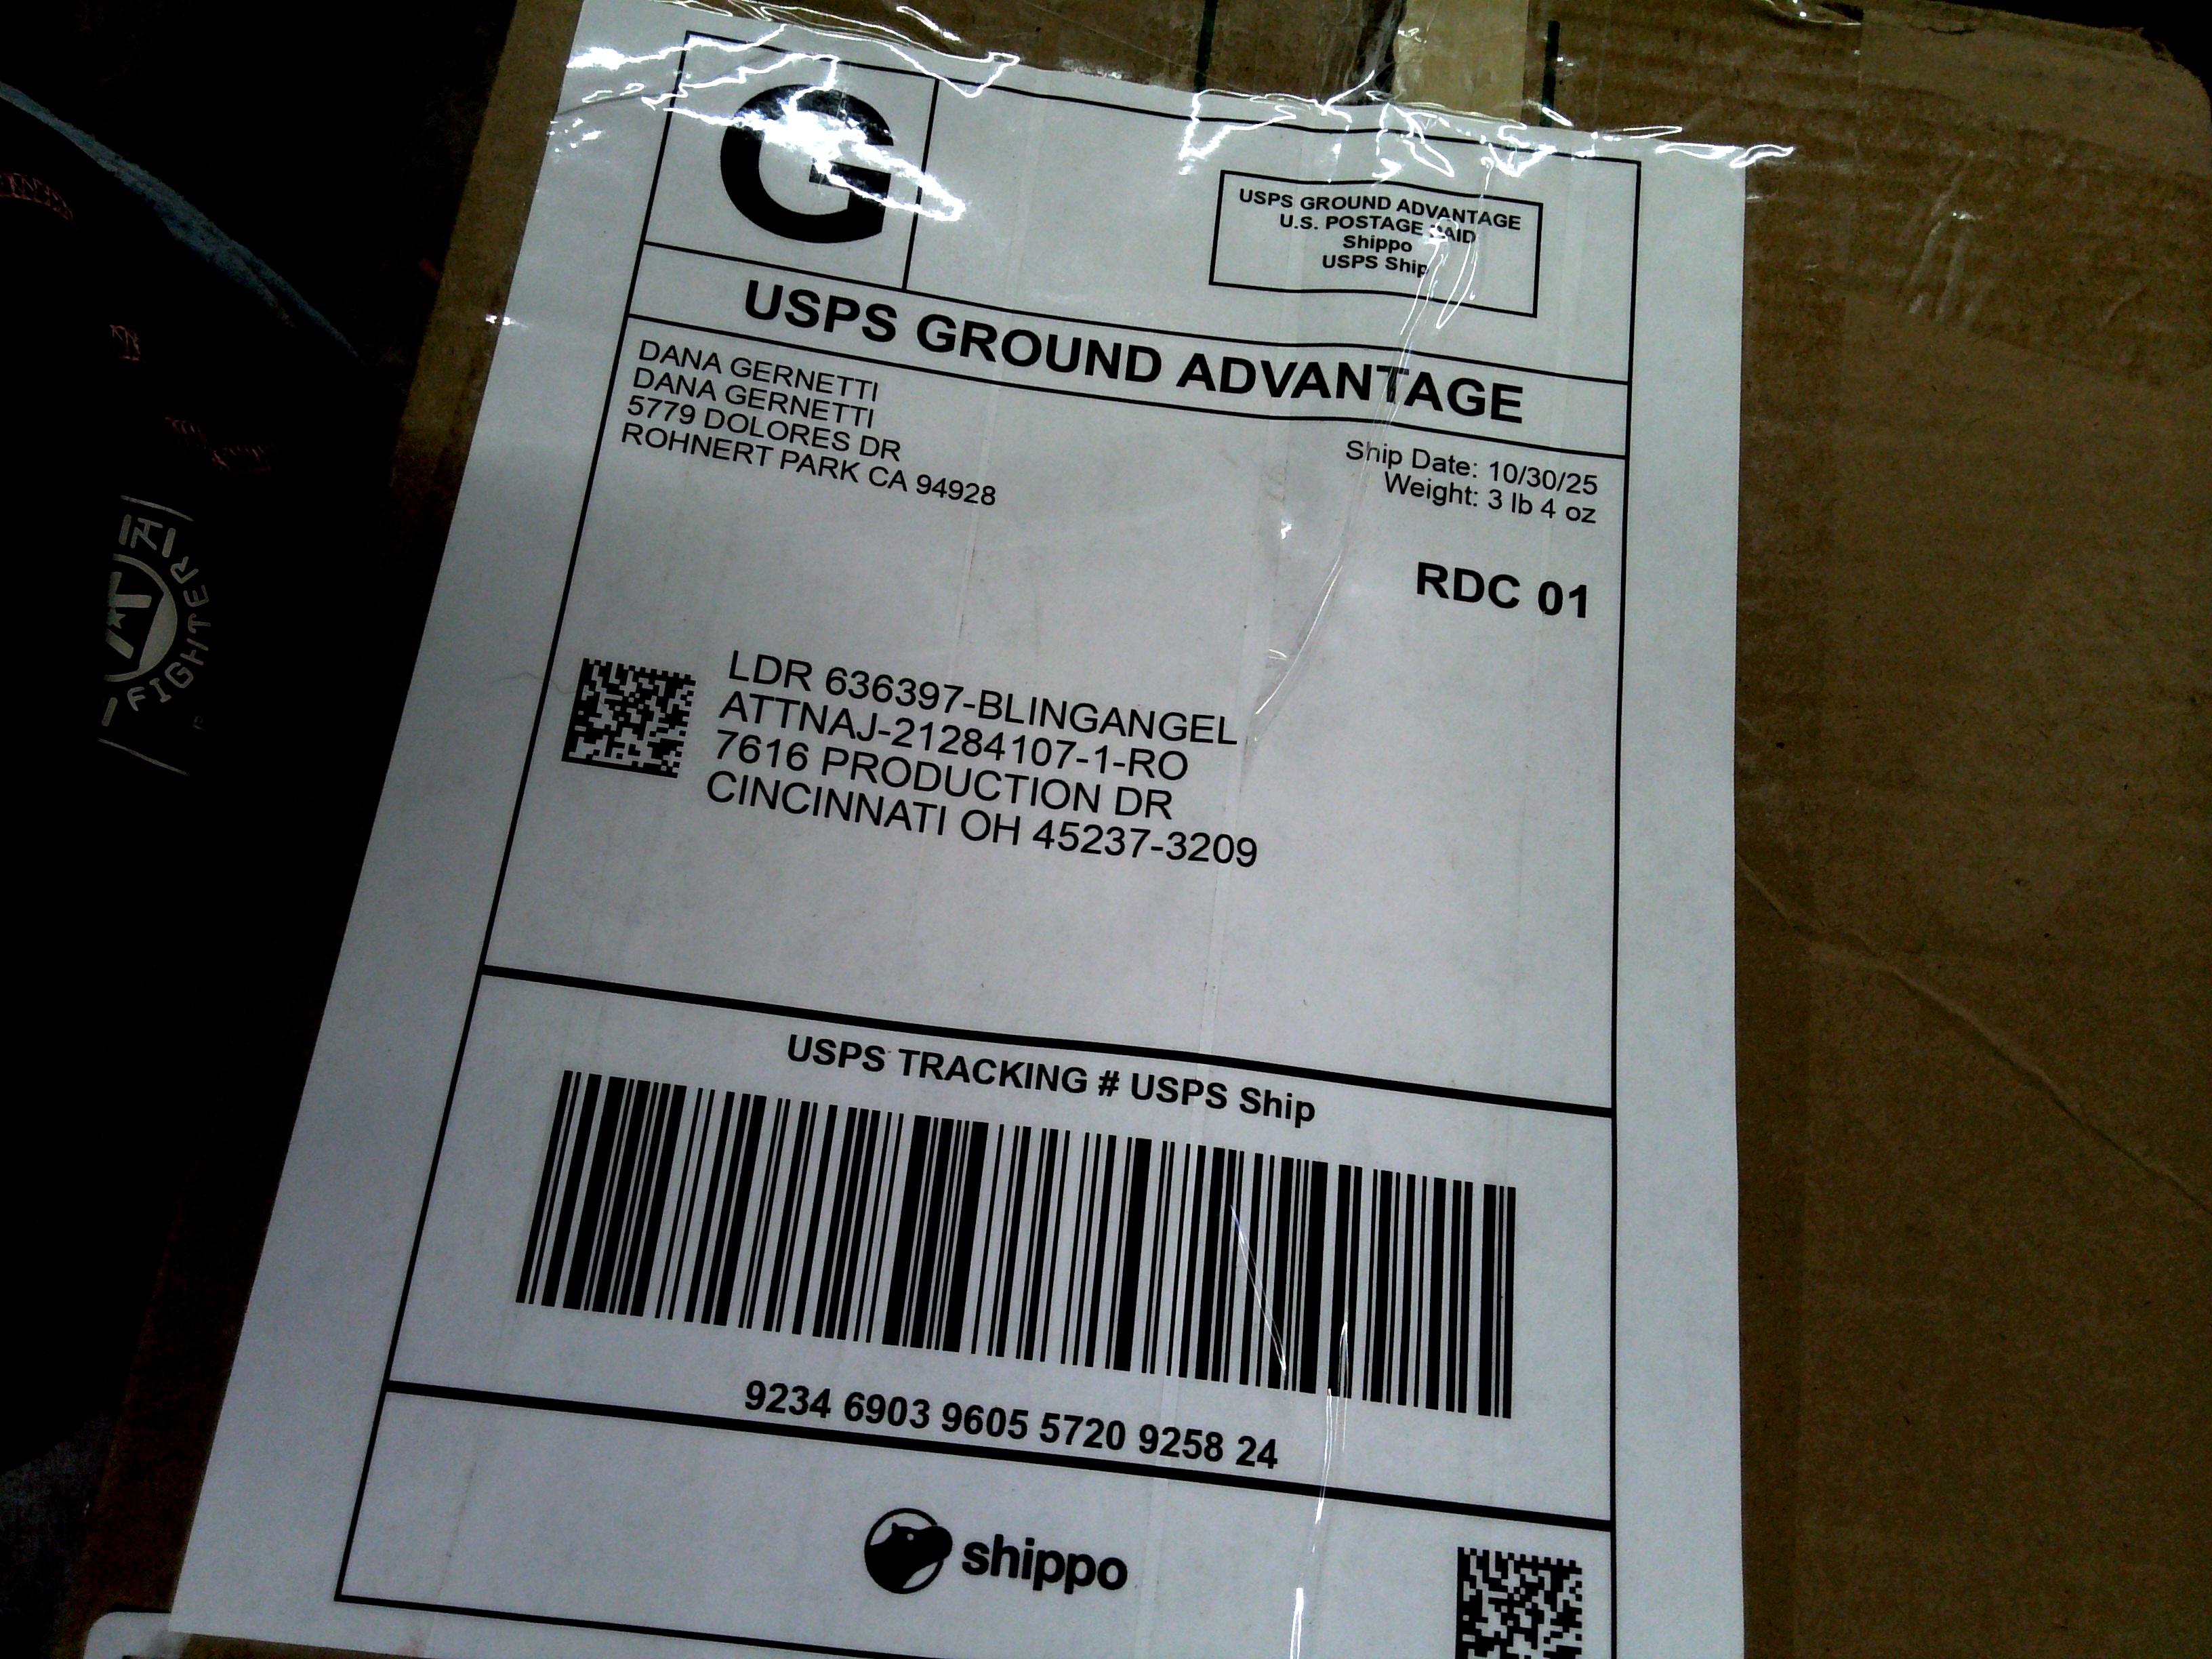 G
USPS GROUND ADVANTAGE
U.S. POSTAGE PAID
Shippo
USPS Ship
USPS GROUND ADVANTAGE
DANA GERNETTI
DANA GERNETTI
5779 DOLORES DR
ROHNERT PARK CA 94928
Ship Date: 10/30/25
Weight: 3 lb 4 oz
RDC 01
LDR 636397-BLINGANGEL
ATTNAJ-21284107-1-RO
7616 PRODUCTION DR
CINCINNATI OH 45237-3209
USPS TRACKING # USPS Ship
9234 6903 9605 5720 9258 24
shippo
FIGHTER